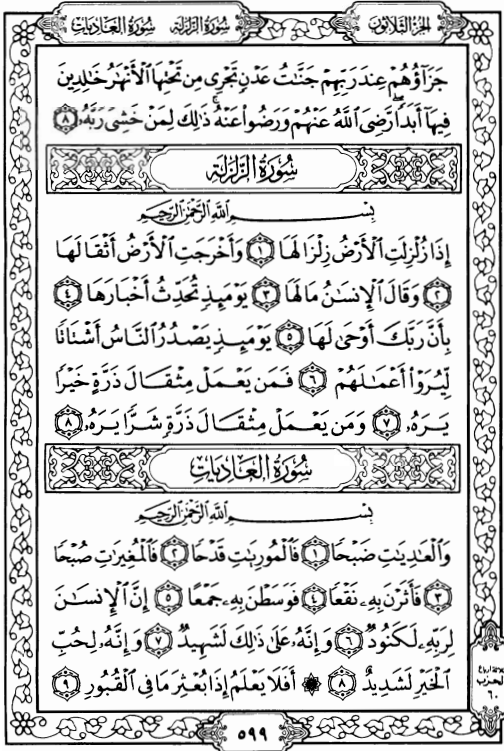 الجزء الثلاثون سورة الزلزلة سورة العاديات
جَزَآؤُهُمْ عِندَ رَبِّهِمْ جَنَّٰتُ عَدْنٍ تَجْرِى مِن تَحْتِهَا ٱلْأَنْهَٰرُ خَٰلِدِينَ
فِيهَآ أَبَدًا ۖ رَّضِىَ ٱللَّهُ عَنْهُمْ وَرَضُوا۟ عَنْهُ ۚ ذَٰلِكَ لِمَنْ خَشِىَ رَبَّهُۥ ٨
سُورَةُ الزَّلْزَلَة
بِسْمِ ٱللَّهِ ٱلرَّحْمَٰنِ ٱلرَّحِيمِ
إِذَا زُلْزِلَتِ ٱلْأَرْضُ زِلْزَالَهَا ١ وَأَخْرَجَتِ ٱلْأَرْضُ أَثْقَالَهَا
٢ وَقَالَ ٱلْإِنسَٰنُ مَا لَهَا ٣ يَوْمَئِذٍ تُحَدِّثُ أَخْبَارَهَا ٤
بِأَنَّ رَبَّكَ أَوْحَىٰ لَهَا ٥ يَوْمَئِذٍ يَصْدُرُ ٱلنَّاسُ أَشْتَاتًا
لِّيُرَوْا۟ أَعْمَٰلَهُمْ ٦ فَمَن يَعْمَلْ مِثْقَالَ ذَرَّةٍ خَيْرًا
يَرَهُۥ ٧ وَمَن يَعْمَلْ مِثْقَالَ ذَرَّةٍ شَرًّا يَرَهُۥ ٨
سُورَةُ العَادِيَات
بِسْمِ ٱللَّهِ ٱلرَّحْمَٰنِ ٱلرَّحِيمِ
وَٱلْعَٰدِيَٰتِ ضَبْحًا ١ فَٱلْمُورِيَٰتِ قَدْحًا ٢ فَٱلْمُغِيرَٰتِ صُبْحًا
٣ فَأَثَرْنَ بِهِۦ نَقْعًا ٤ فَوَسَطْنَ بِهِۦ جَمْعًا ٥ إِنَّ ٱلْإِنسَٰنَ
لِرَبِّهِۦ لَكَنُودٌ ٦ وَإِنَّهُۥ عَلَىٰ ذَٰلِكَ لَشَهِيدٌ ٧ وَإِنَّهُۥ لِحُبِّ
ٱلْخَيْرِ لَشَدِيدٌ ٨ ۞ أَفَلَا يَعْلَمُ إِذَا بُعْثِرَ مَا فِى ٱلْقُبُورِ ٩
الحزب
٦٠
٥٩٩